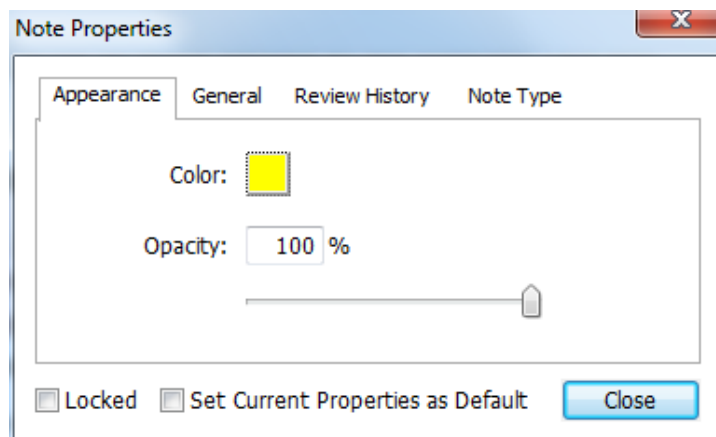 Note Properties
Appearance General Review History Note Type
Color:
Opacity: 100 %
Locked Set Current Properties as Default Close